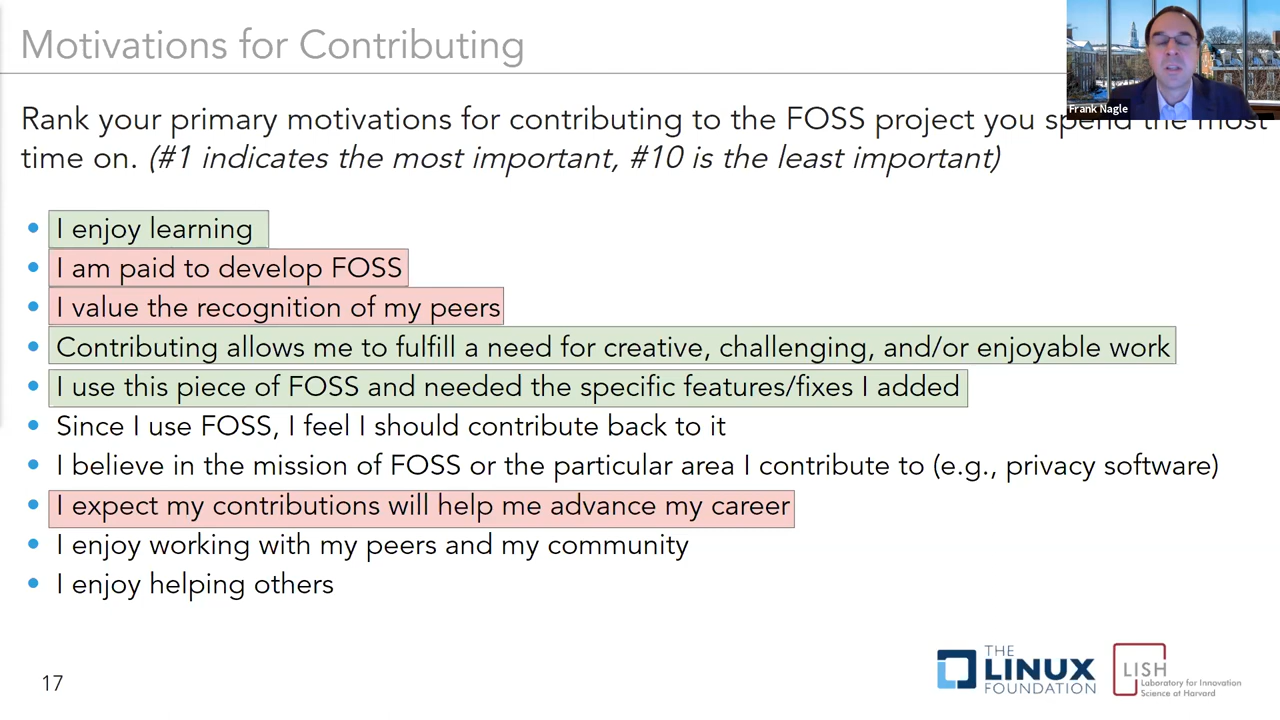 Motivations for Contributing
Frank Nagle
Rank your primary motivations for contributing to the FOSS project you spend the most
time on. (#1 indicates the most important, #10 is the least important)
I enjoy learning
I am paid to develop FOSS
I value the recognition of my peers
Contributing allows me to fulfill a need for creative, challenging, and/or enjoyable work
I use this piece of FOSS and needed the specific features/fixes I added
Since I use FOSS, I feel I should contribute back to it
I believe in the mission of FOSS or the particular area I contribute to (e.g., privacy software)
I expect my contributions will help me advance my career
I enjoy working with my peers and my community
I enjoy helping others
17
THE
LINUX
FOUNDATION
LISH
Laboratory for Innovation
Science at Harvard